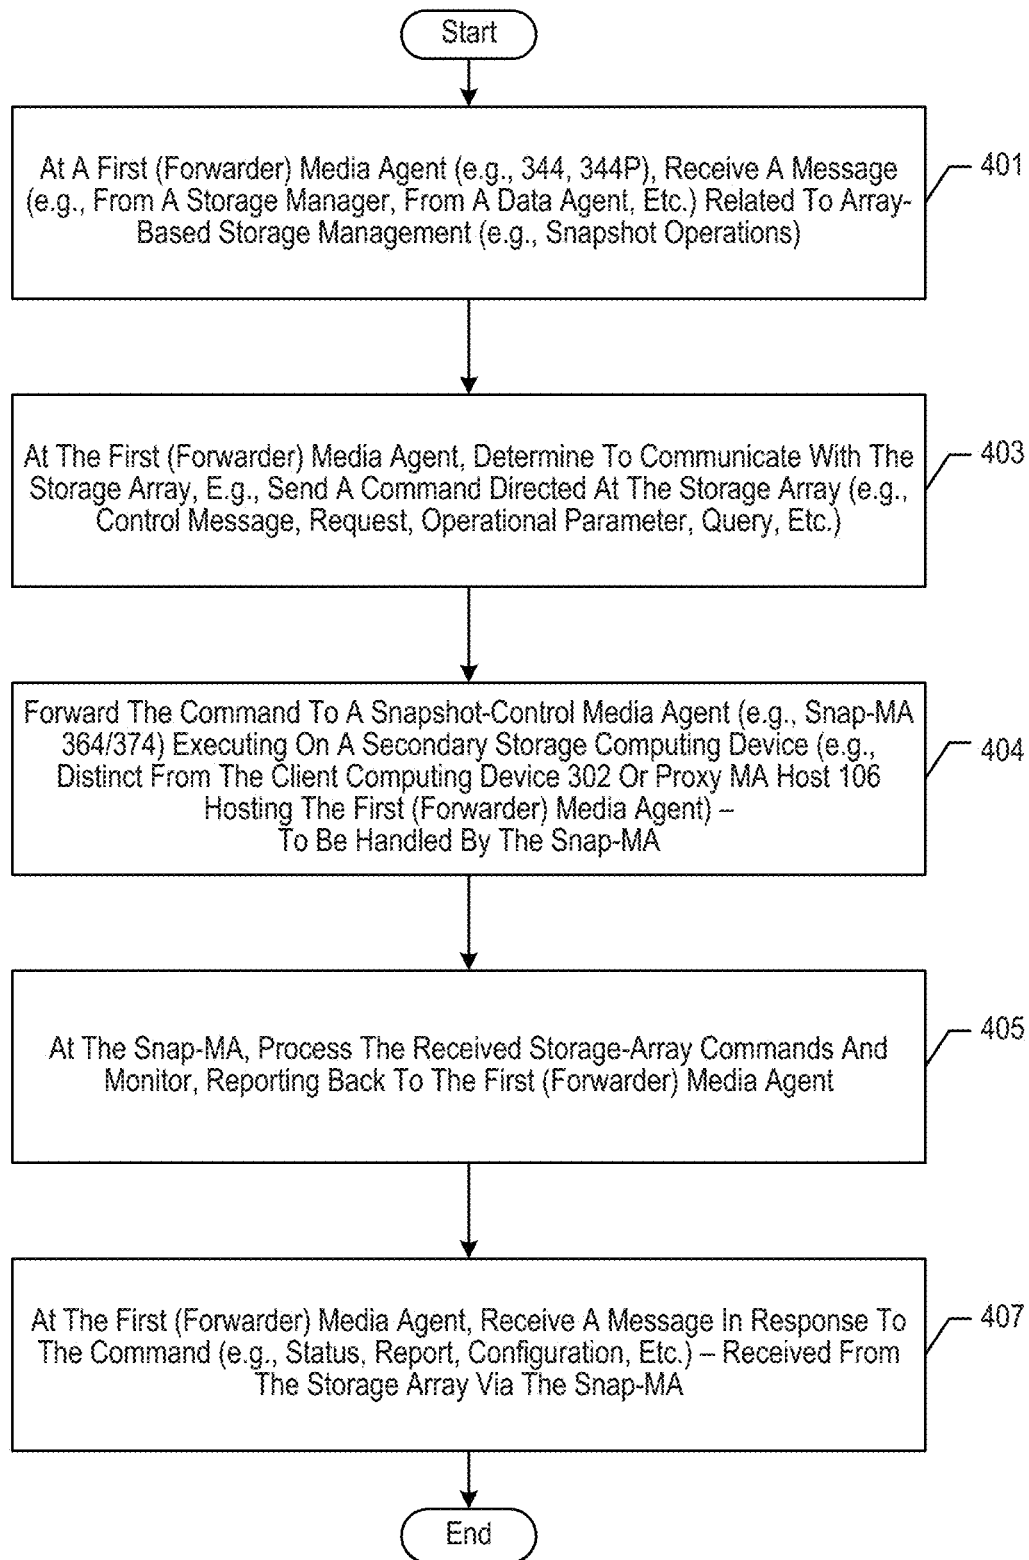 Start
At A First (Forwarder) Media Agent (e.g., 344, 344P), Receive A Message
(e.g., From A Storage Manager, From A Data Agent, Etc.) Related To Array-
Based Storage Management (e.g., Snapshot Operations)
401
At The First (Forwarder) Media Agent, Determine To Communicate With The
Storage Array, E.g., Send A Command Directed At The Storage Array (e.g.,
Control Message, Request, Operational Parameter, Query, Etc.)
403
Forward The Command To A Snapshot-Control Media Agent (e.g., Snap-MA
364/374) Executing On A Secondary Storage Computing Device (e.g.,
Distinct From The Client Computing Device 302 Or Proxy MA Host 106
Hosting The First (Forwarder) Media Agent) –
To Be Handled By The Snap-MA
404
At The Snap-MA, Process The Received Storage-Array Commands And
Monitor, Reporting Back To The First (Forwarder) Media Agent
405
At The First (Forwarder) Media Agent, Receive A Message In Response To
The Command (e.g., Status, Report, Configuration, Etc.) – Received From
The Storage Array Via The Snap-MA
407
End